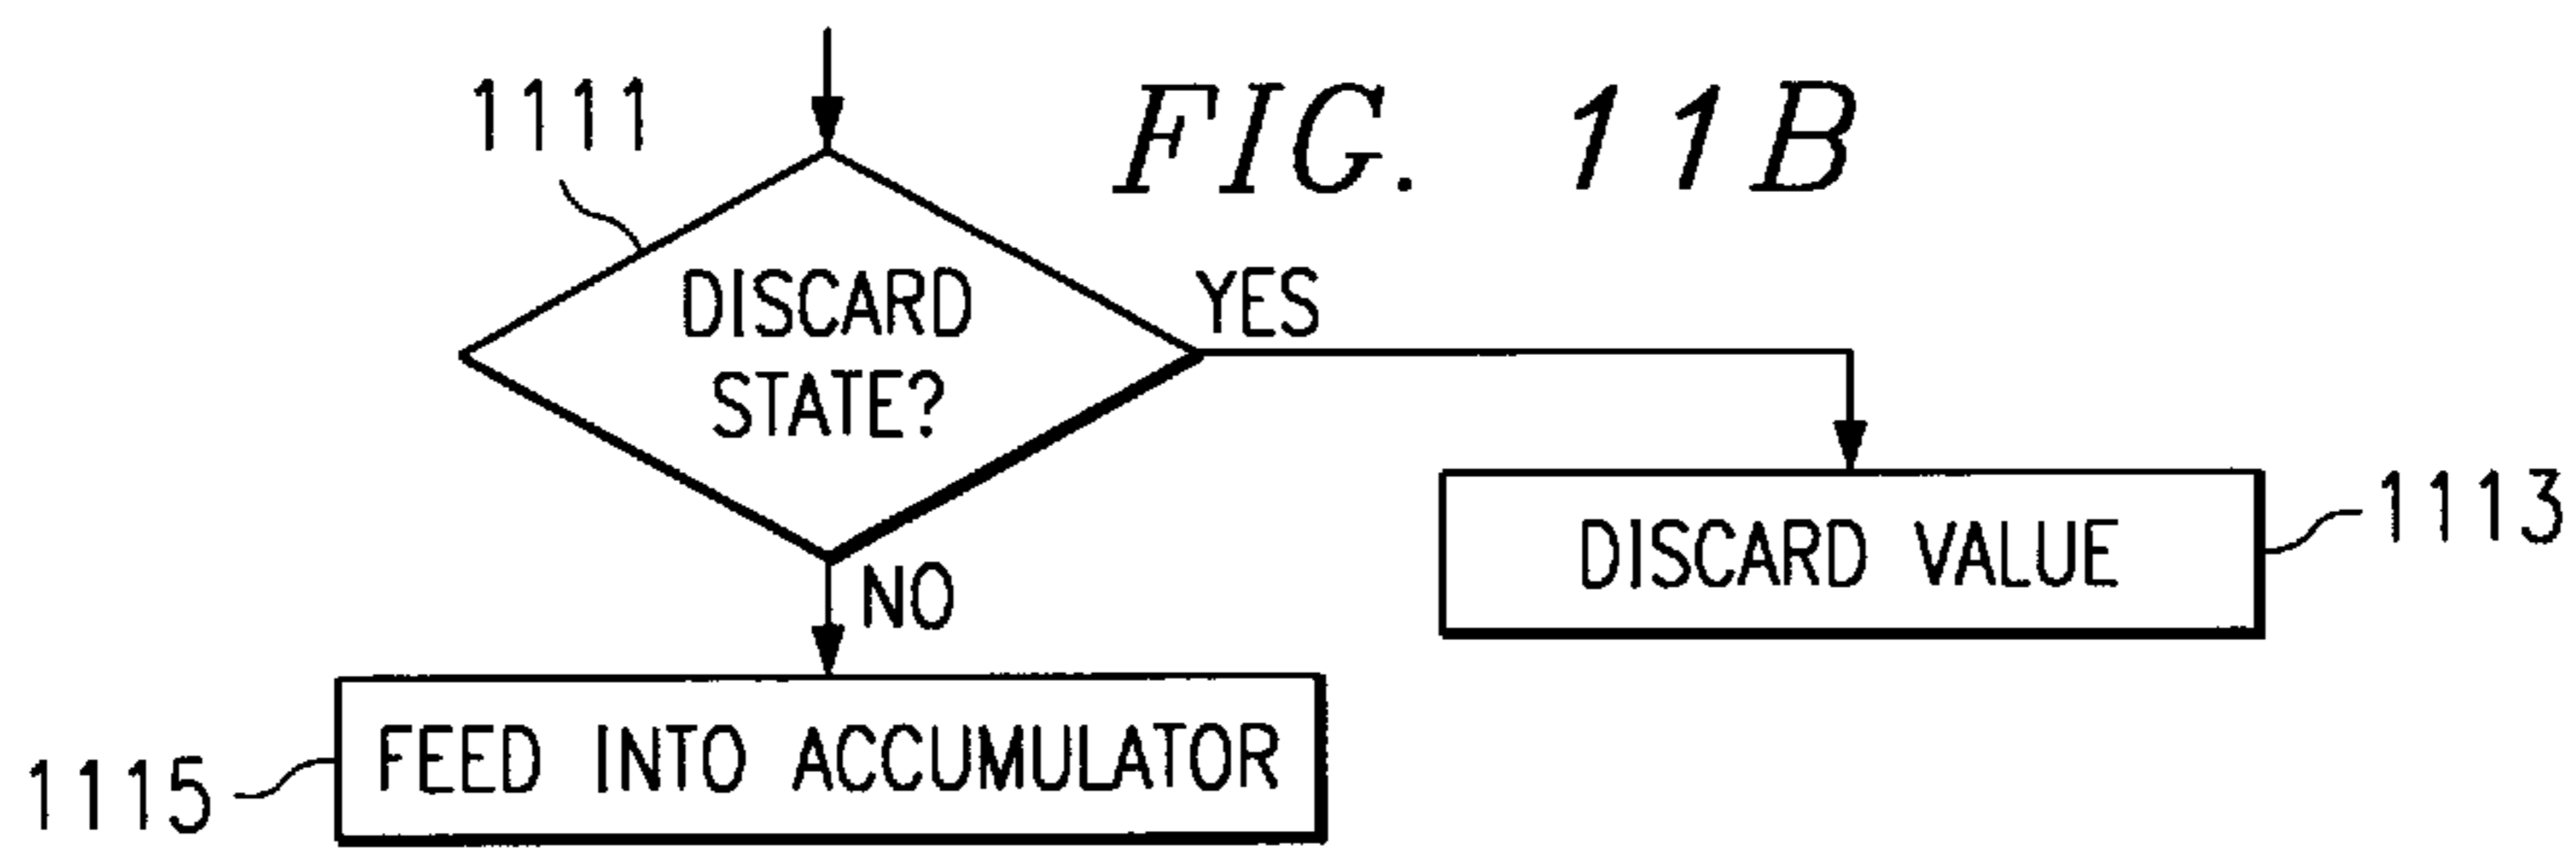 1111
FIG. 11B
DISCARD
STATE?
YES
NO
DISCARD VALUE
1113
FEED INTO ACCUMULATOR
1115